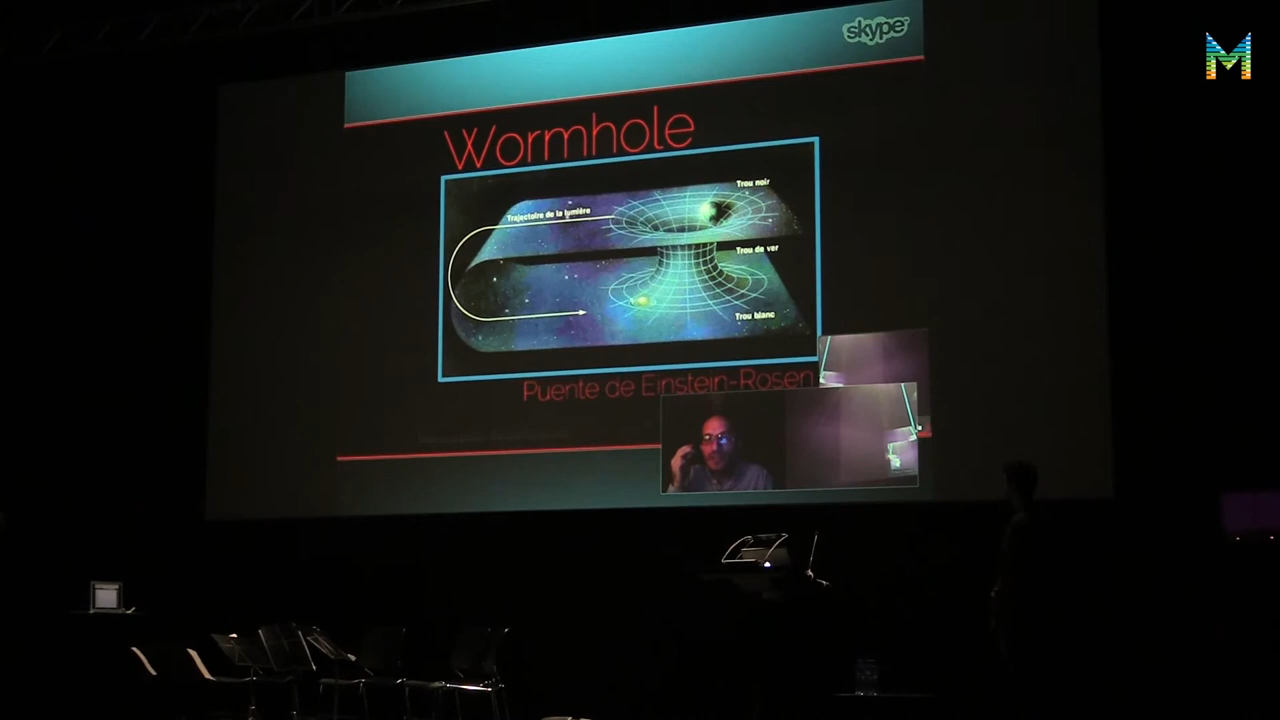 skype
Wormhole
Trou noir
Trajectoire de la lumière
Trou de ver
Trou blanc
Puente de Einstein-Rosen
M